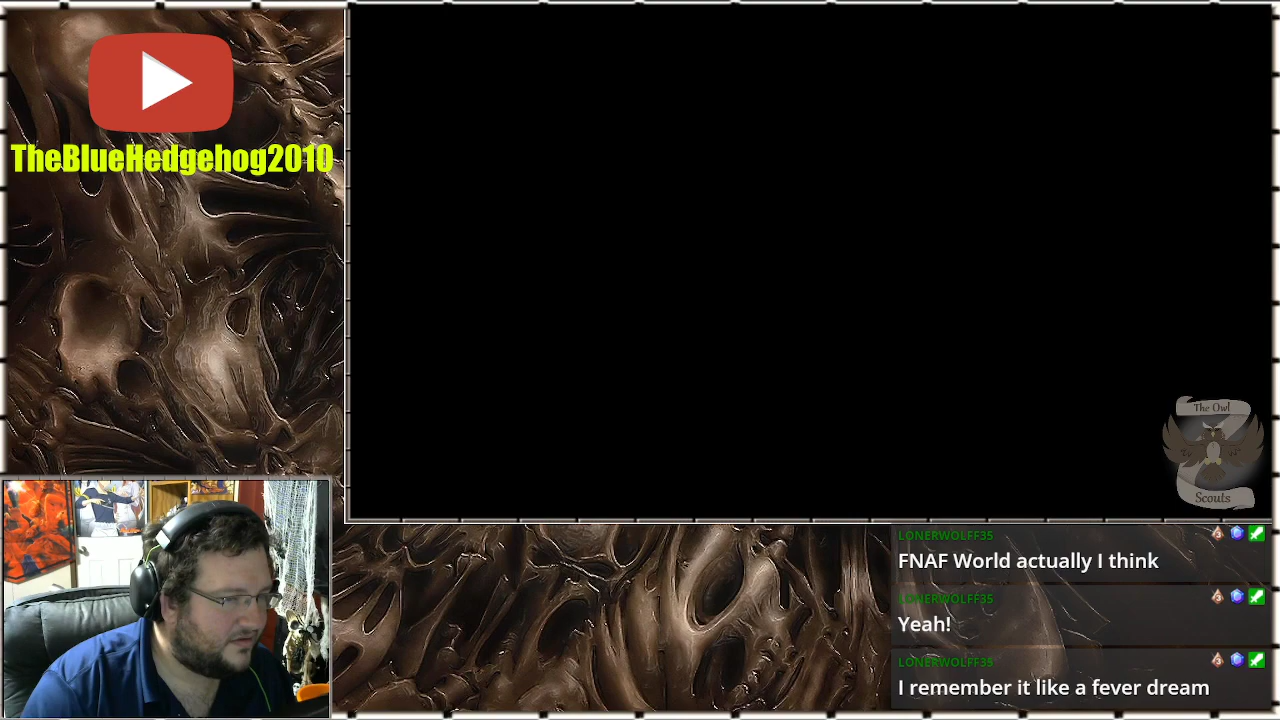 TheBlueHedgehog2010
The Owl
Scouts
LONERWOLFF35
FNAF World actually I think
LONERWOLFF35
Yeah!
LONERWOLFF35
I remember it like a fever dream